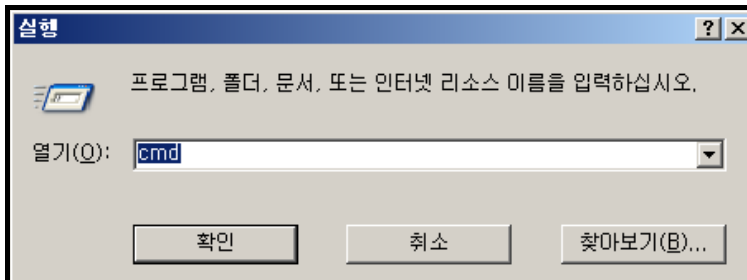 실행
프로그램, 폴더, 문서, 또는 인터넷 리소스 이름을 입력하십시오.
열기(O): cmd
확인 취소 찾아보기(B)...